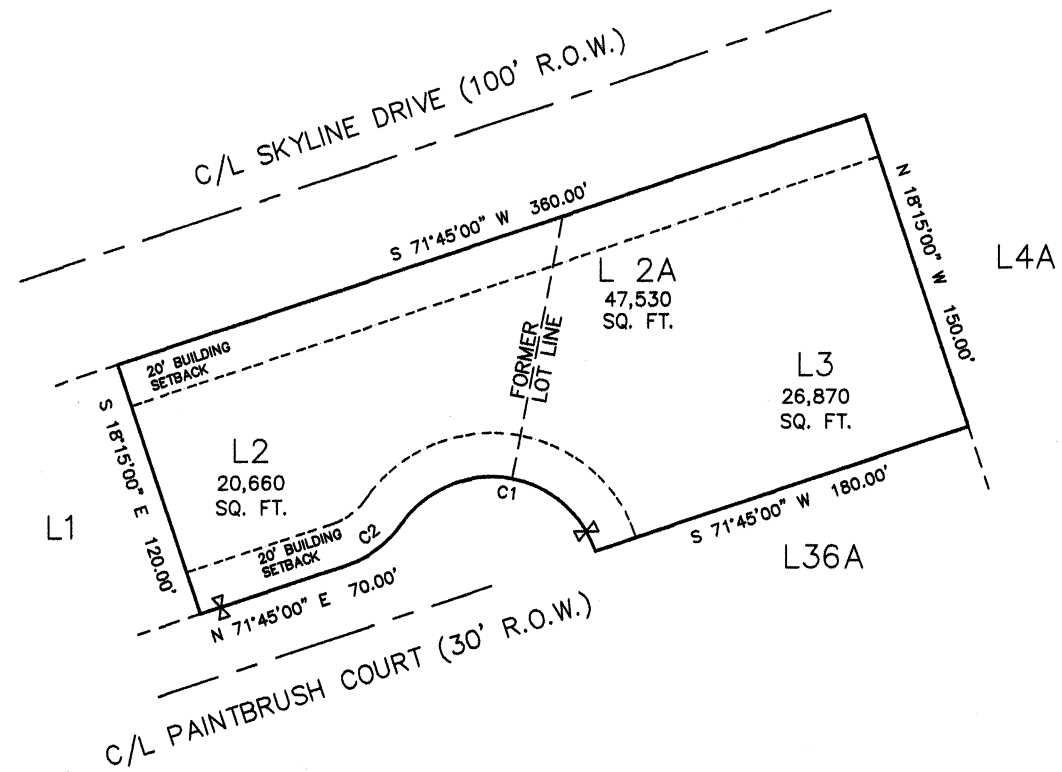 C/L SKYLINE DRIVE (100' R.O.W.)
S 71°45'00" W 360.00'
N 18°15'00" W 150.00'
L4A
L 2A
47,530
SQ. FT.
FORMER
LOT LINE
20' BUILDING
SETBACK
S 18°15'00" E 120.00'
L3
26,870
SQ. FT.
L2
20,660
SQ. FT.
L1
C1
C2
20' BUILDING
SETBACK
S 71°45'00" W 180.00'
L36A
N 71°45'00" E 70.00'
C/L PAINTBRUSH COURT (30' R.O.W.)